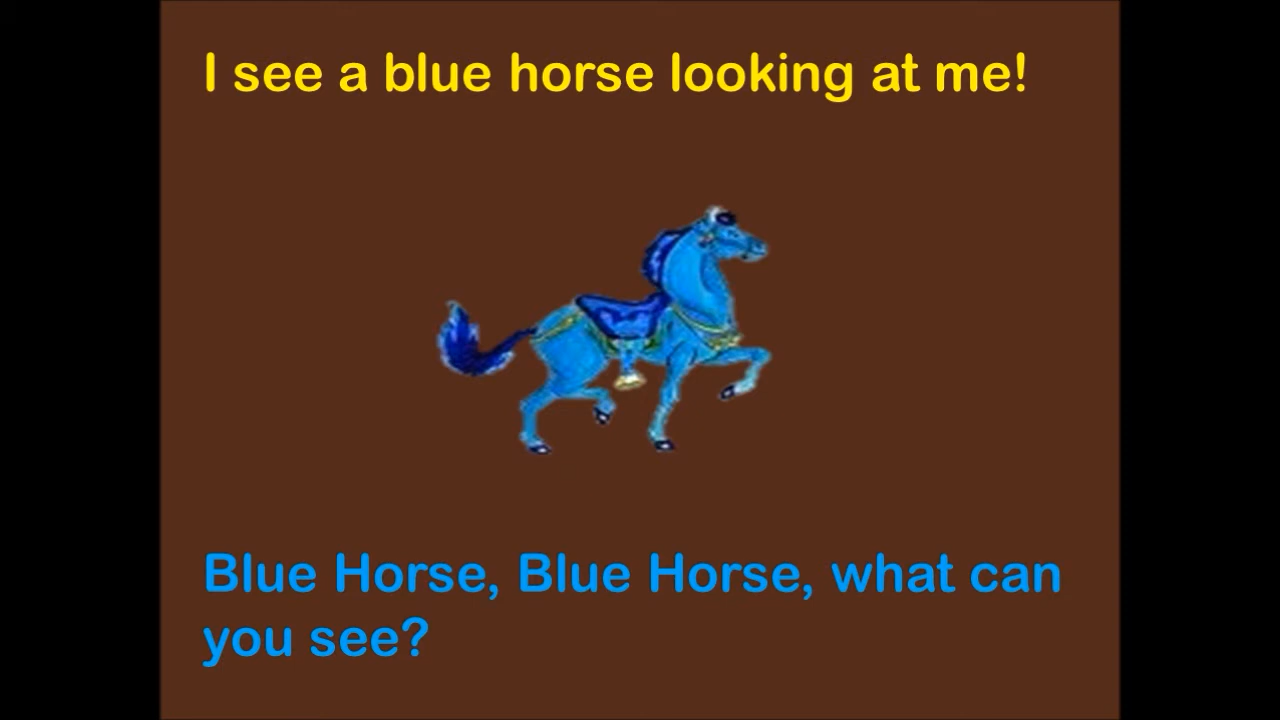 I see a blue horse looking at me!
Blue Horse, Blue Horse, what can
you see?